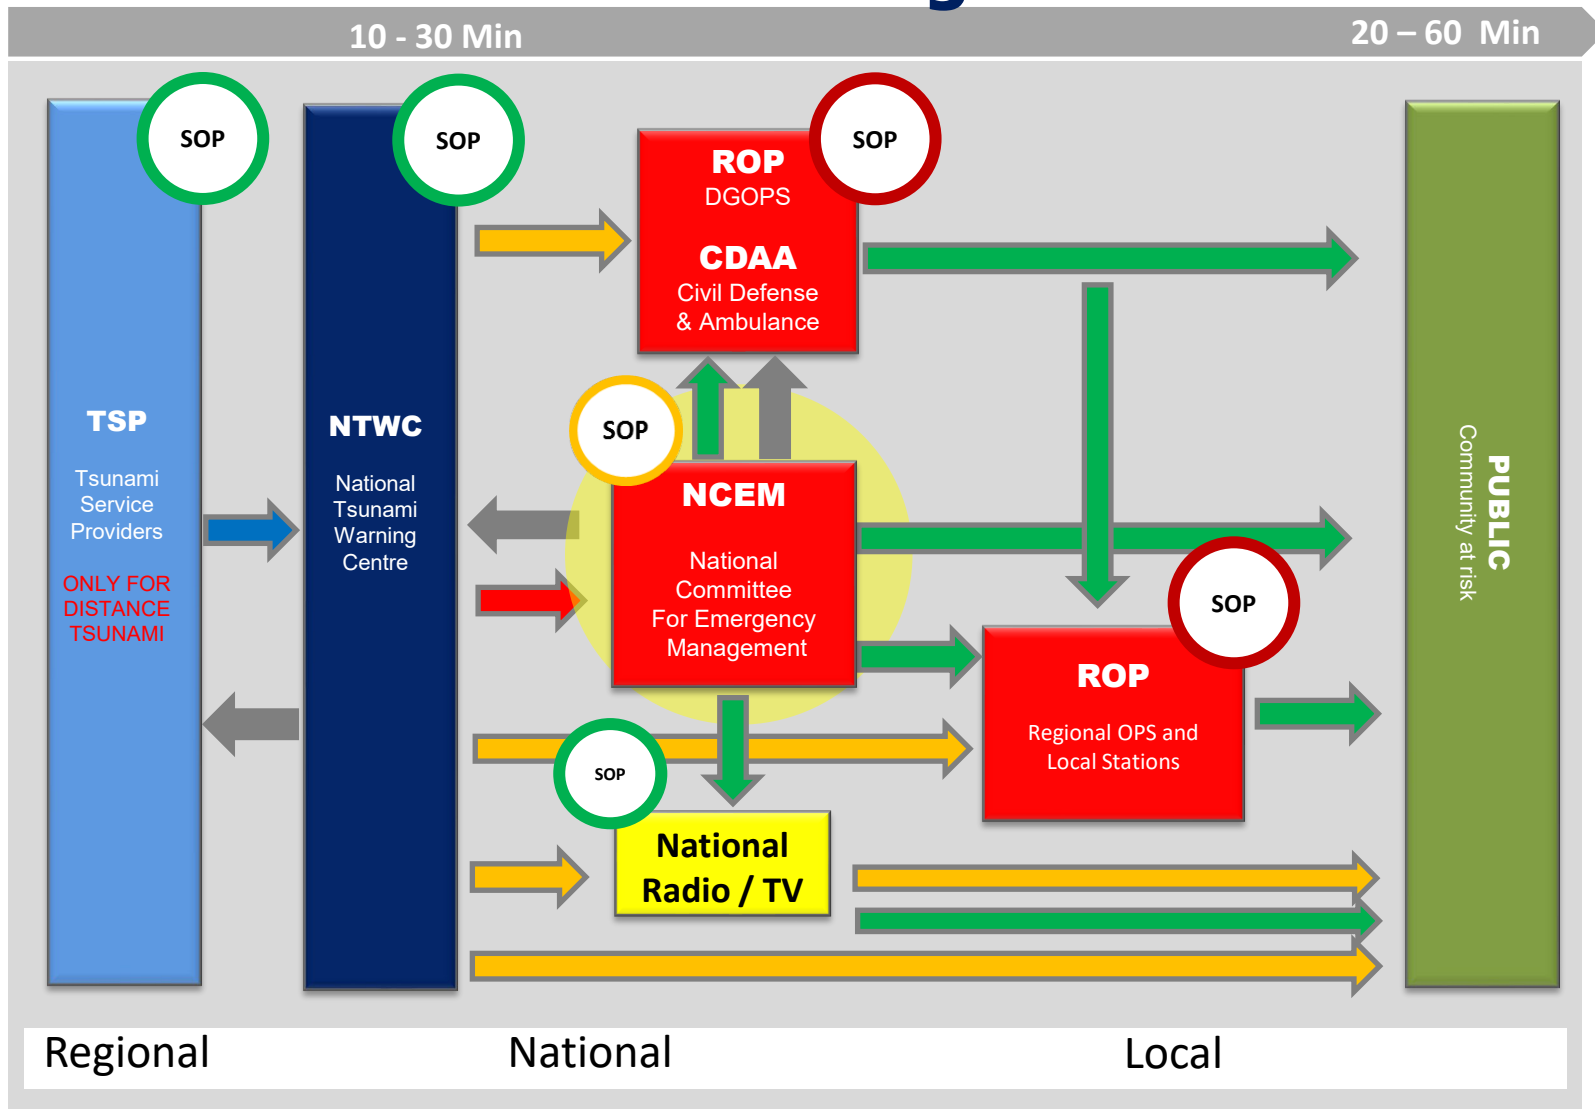 10 - 30 Min
20 – 60 Min
SOP
SOP
SOP
ROP
DGOPS
CDAA
Civil Defense
& Ambulance
TSP
Tsunami
Service
Providers
ONLY FOR
DISTANCE
TSUNAMI
NTWC
National
Tsunami
Warning
Centre
SOP
NCEM
National
Committee
For Emergency
Management
SOP
ROP
Regional OPS and
Local Stations
SOP
National
Radio / TV
PUBLIC
Community at risk
Regional
National
Local